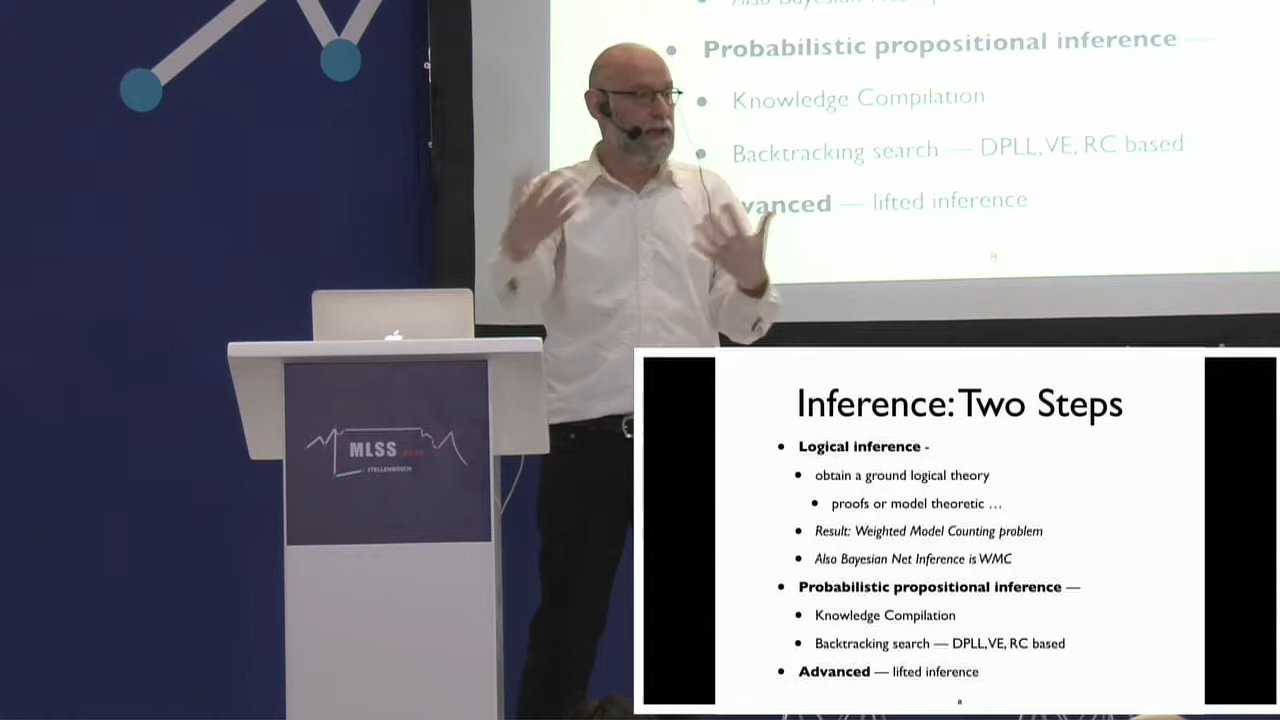 Probabilistic propositional inference —
• Knowledge Compilation
• Backtracking search — DPLL, VE, RC based
vanced — lifted inference
MLSS
STELLENBOSCH
Inference: Two Steps
• Logical inference -
• obtain a ground logical theory
• proofs or model theoretic …
• Result: Weighted Model Counting problem
• Also Bayesian Net Inference is WMC
• Probabilistic propositional inference —
• Knowledge Compilation
• Backtracking search — DPLL, VE, RC based
• Advanced — lifted inference
8